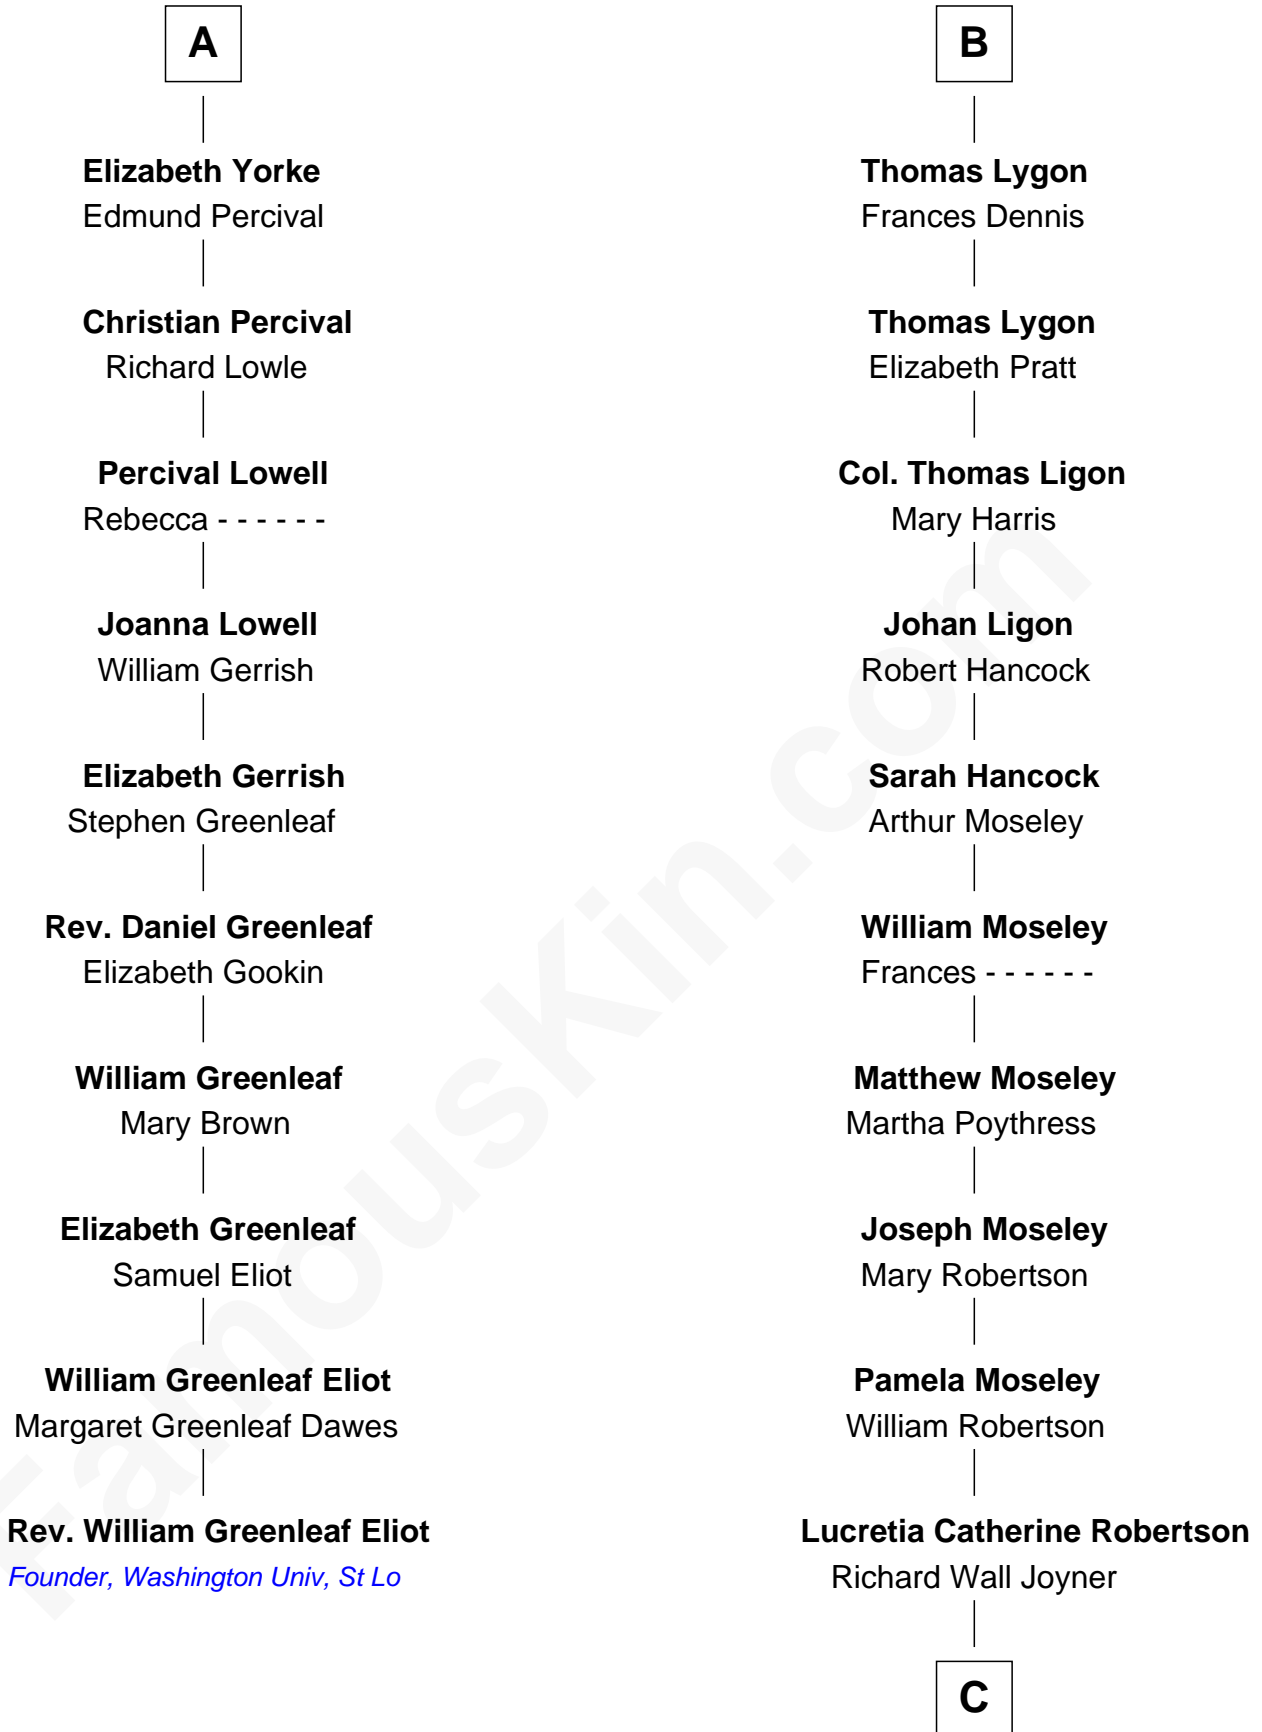 A
Elizabeth Yorke
Edmund Percival
Christian Percival
Richard Lowle
Percival Lowell
Rebecca - - - - - -
Joanna Lowell
William Gerrish
Elizabeth Gerrish
Stephen Greenleaf
Rev. Daniel Greenleaf
Elizabeth Gookin
William Greenleaf
Mary Brown
Elizabeth Greenleaf
Samuel Eliot
William Greenleaf Eliot
Margaret Greenleaf Dawes
Rev. William Greenleaf Eliot
Founder, Washington Univ, St Lo
B
Thomas Lygon
Frances Dennis
Thomas Lygon
Elizabeth Pratt
Col. Thomas Ligon
Mary Harris
Johan Ligon
Robert Hancock
Sarah Hancock
Arthur Moseley
William Moseley
Frances - - - - - -
Matthew Moseley
Martha Poythress
Joseph Moseley
Mary Robertson
Pamela Moseley
William Robertson
Lucretia Catherine Robertson
Richard Wall Joyner
C
FamousKin.com